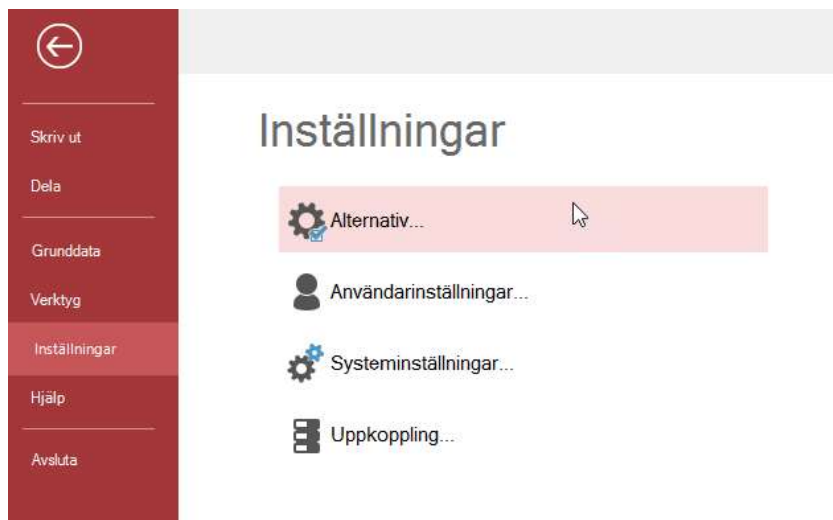 Skriv ut
Dela
Grunddata
Verktyg
Inställningar
Hjälp
Avsluta
Inställningar
Alternativ...
Användarinställningar...
Systeminställningar...
Uppkoppling...